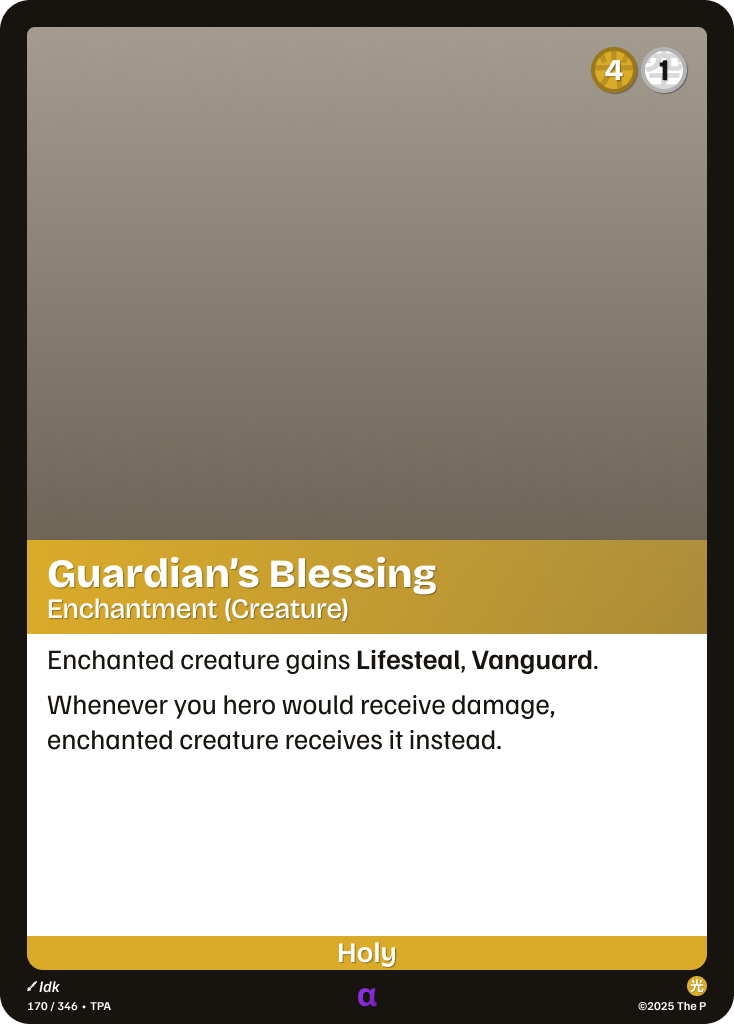 4 1
Guardian's Blessing
Enchantment (Creature)
Enchanted creature gains Lifesteal, Vanguard.
Whenever you hero would receive damage,
enchanted creature receives it instead.
Holy
Idk
170 / 346 • TPA
α
光
©2025 The P